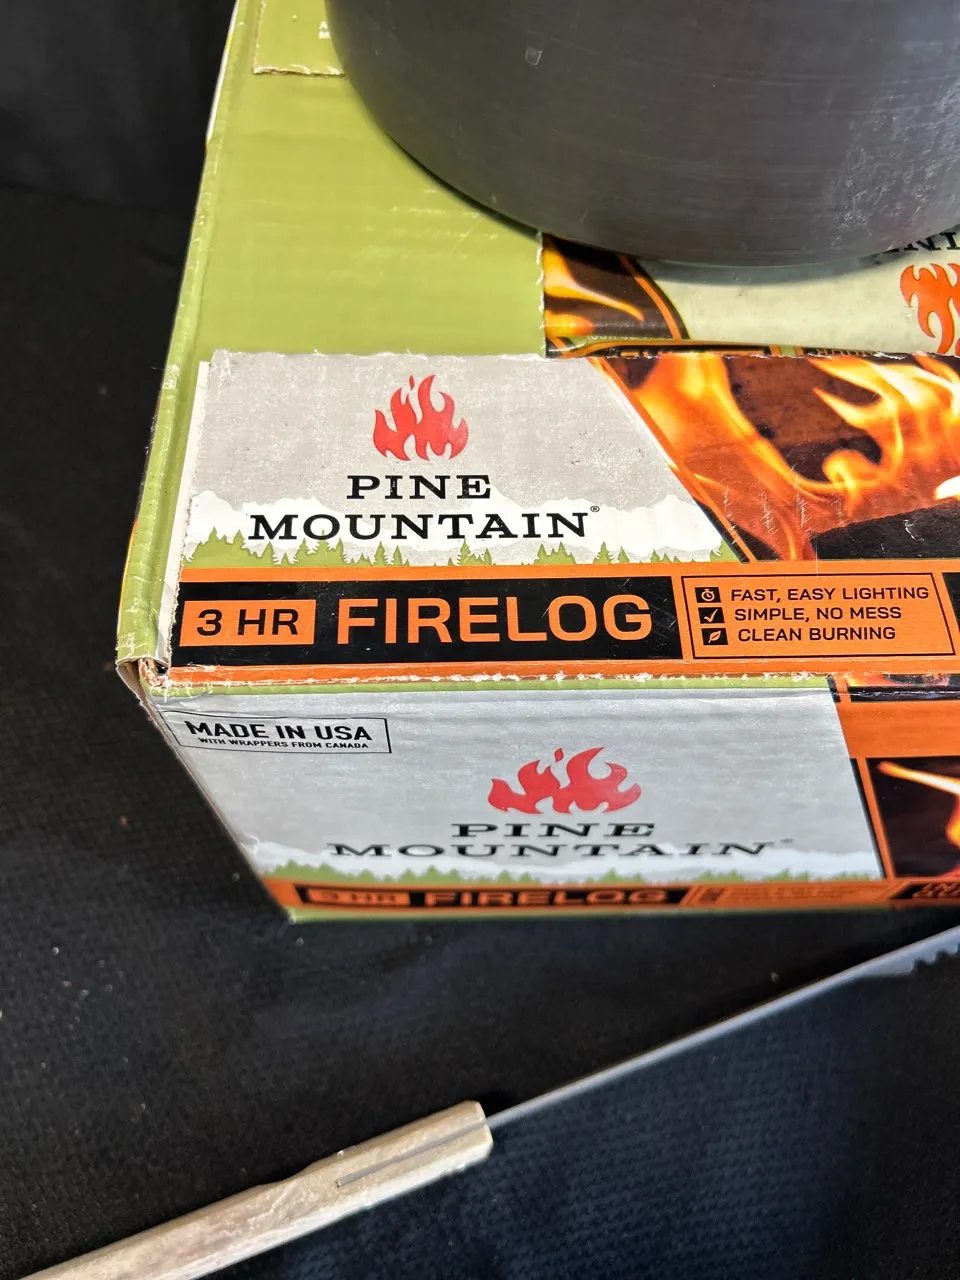 PINE
MOUNTAIN®
3 HR FIRELOG
FAST, EASY LIGHTING
SIMPLE, NO MESS
CLEAN BURNING
MADE IN USA
WITH WRAPPERS FROM CANADA
PINE
MOUNTAIN®
3 HR FIRELOG